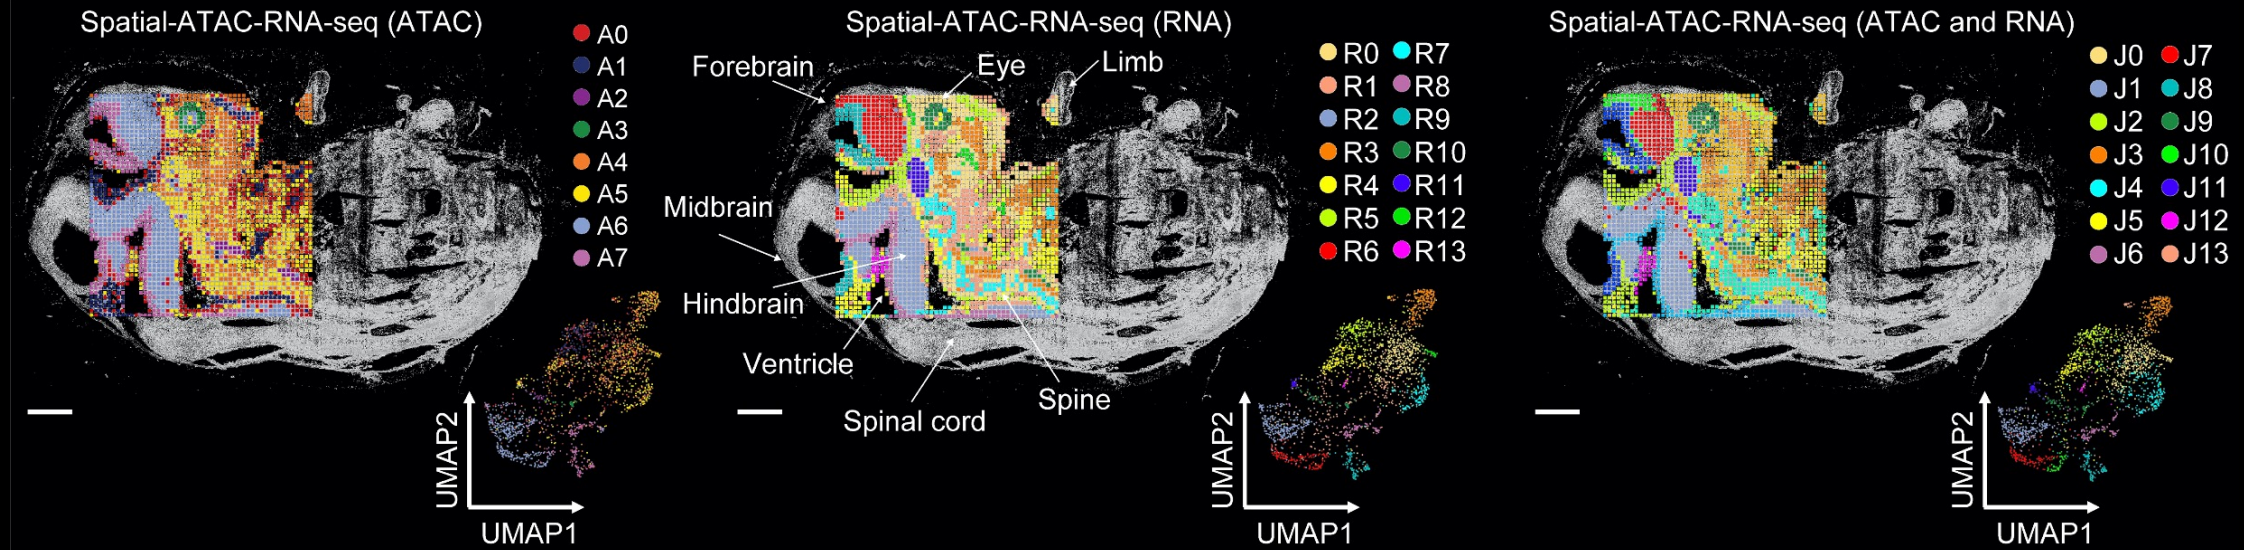 Spatial-ATAC-RNA-seq (ATAC)
A0
A1
A2
A3
A4
A5
A6
A7
UMAP2
UMAP1
Spatial-ATAC-RNA-seq (RNA)
Forebrain
Eye
Limb
Midbrain
Hindbrain
Ventricle
Spinal cord
Spine
R0 R7
R1 R8
R2 R9
R3 R10
R4 R11
R5 R12
R6 R13
UMAP2
UMAP1
Spatial-ATAC-RNA-seq (ATAC and RNA)
J0 J7
J1 J8
J2 J9
J3 J10
J4 J11
J5 J12
J6 J13
UMAP2
UMAP1